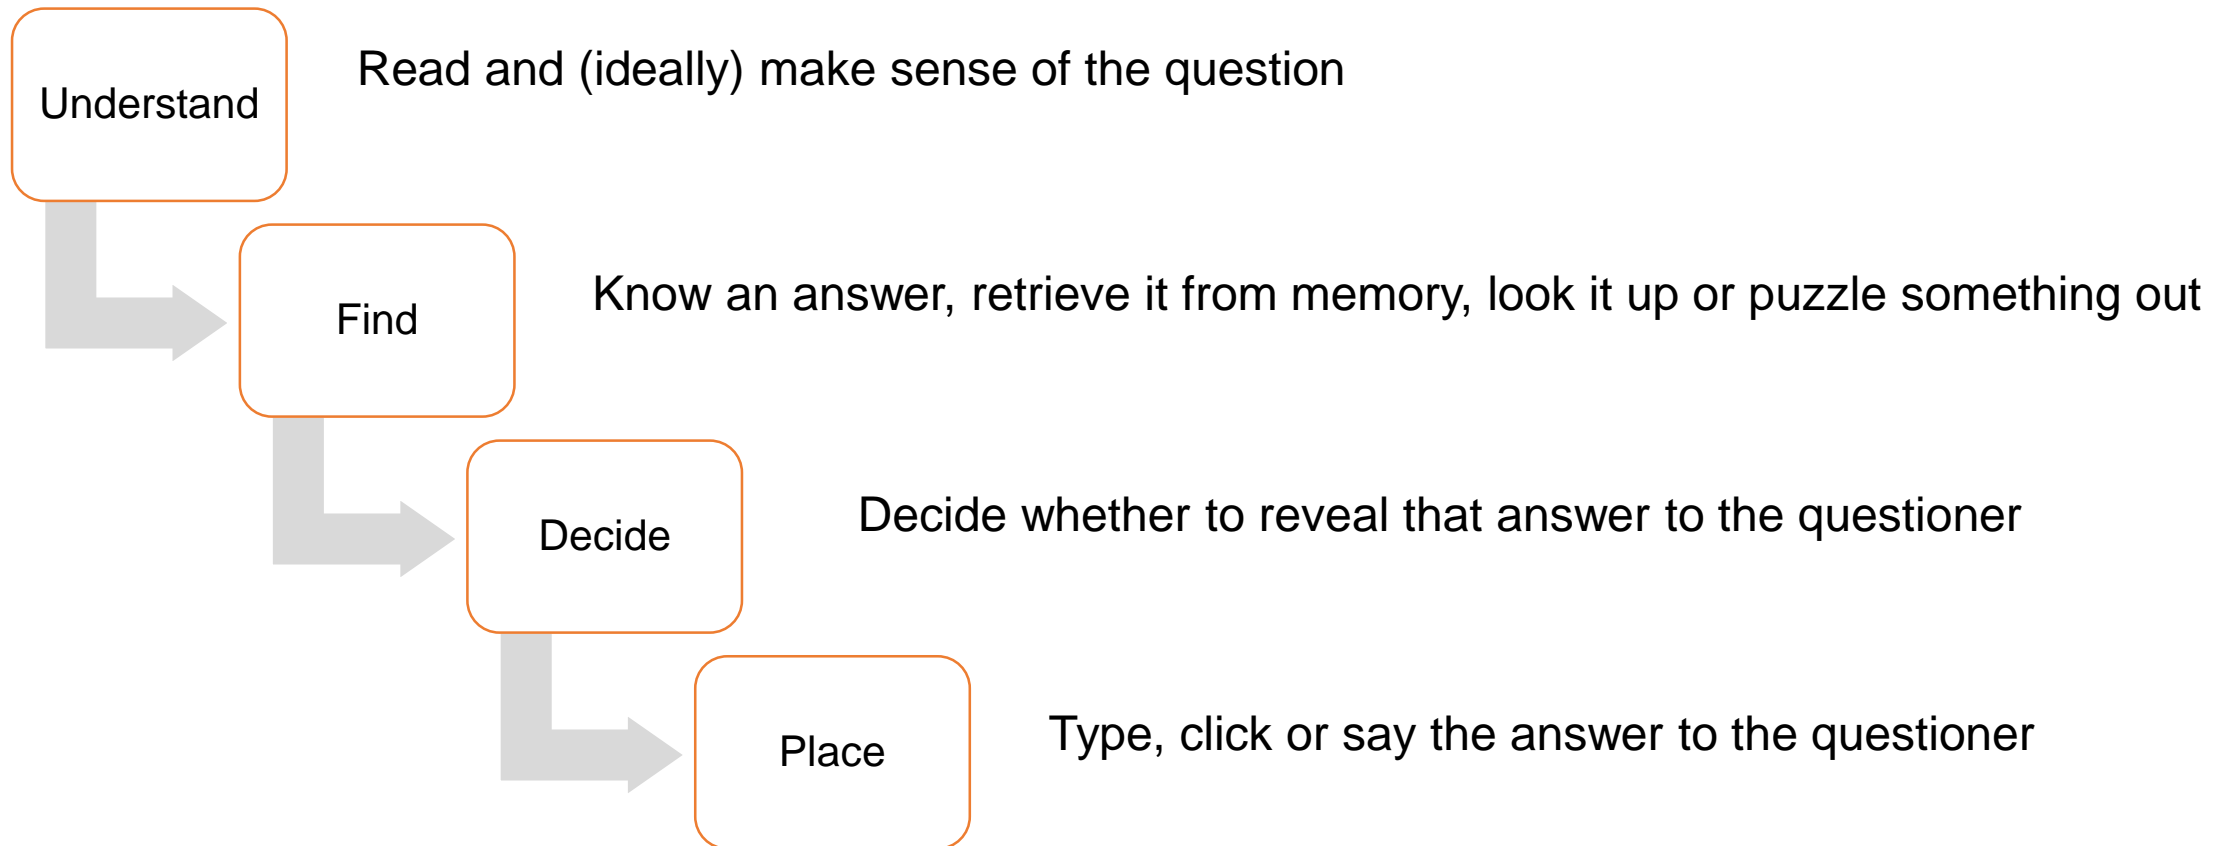 Understand
Read and (ideally) make sense of the question
Find
Know an answer, retrieve it from memory, look it up or puzzle something out
Decide
Decide whether to reveal that answer to the questioner
Place
Type, click or say the answer to the questioner